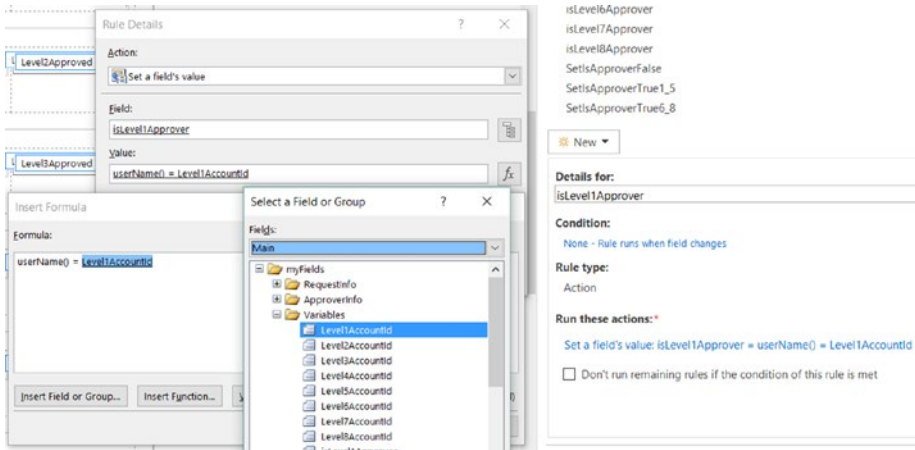 Rule Details
?
×
Action:
Set a field's value
Field:
isLevel1Approver
Value:
userName() = Level1AccountId
fx
Level2Approved
Level3Approved
Insert Formula
Formula:
userName() = Level1AccountId
Insert Field or Group...
Insert Function...
Select a Field or Group
?
×
Fields:
Main
myFields
RequestInfo
ApproverInfo
Variables
Level1AccountId
Level2AccountId
Level3AccountId
Level4AccountId
Level5AccountId
Level6AccountId
Level7AccountId
Level8AccountId
isLevel6Approver
isLevel7Approver
isLevel8Approver
SetIsApproverFalse
SetIsApproverTrue1_5
SetIsApproverTrue6_8
New
Details for:
isLevel1Approver
Condition:
None - Rule runs when field changes
Rule type:
Action
Run these actions:*
Set a field's value: isLevel1Approver = userName() = Level1AccountId
Don't run remaining rules if the condition of this rule is met